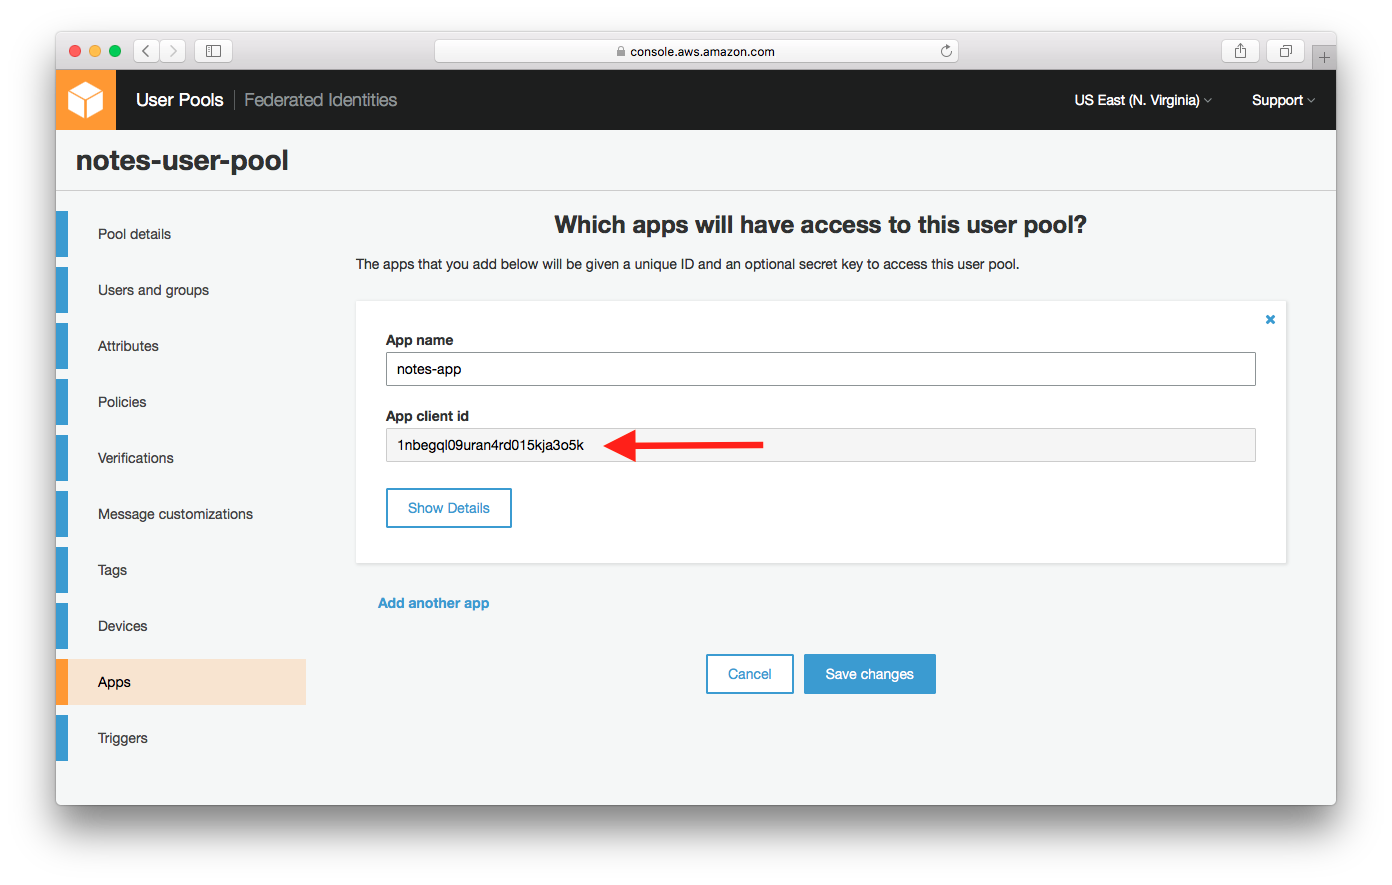 console.aws.amazon.com
User Pools Federated Identities US East (N. Virginia) Support
notes-user-pool
Pool details
Users and groups
Attributes
Policies
Verifications
Message customizations
Tags
Devices
Apps
Triggers
Which apps will have access to this user pool?
The apps that you add below will be given a unique ID and an optional secret key to access this user pool.
App name
notes-app
App client id
1nbegql09uran4rd015kja3o5k
Show Details
Add another app
Cancel Save changes